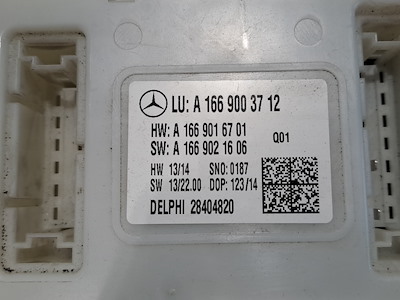 LU: A 166 900 37 12
HW: A 166 901 67 01
SW: A 166 902 16 06 Q01
HW 13/14 SNO: 0187
SW 13/22.00 DOP: 123/14
DELPHI 28404820